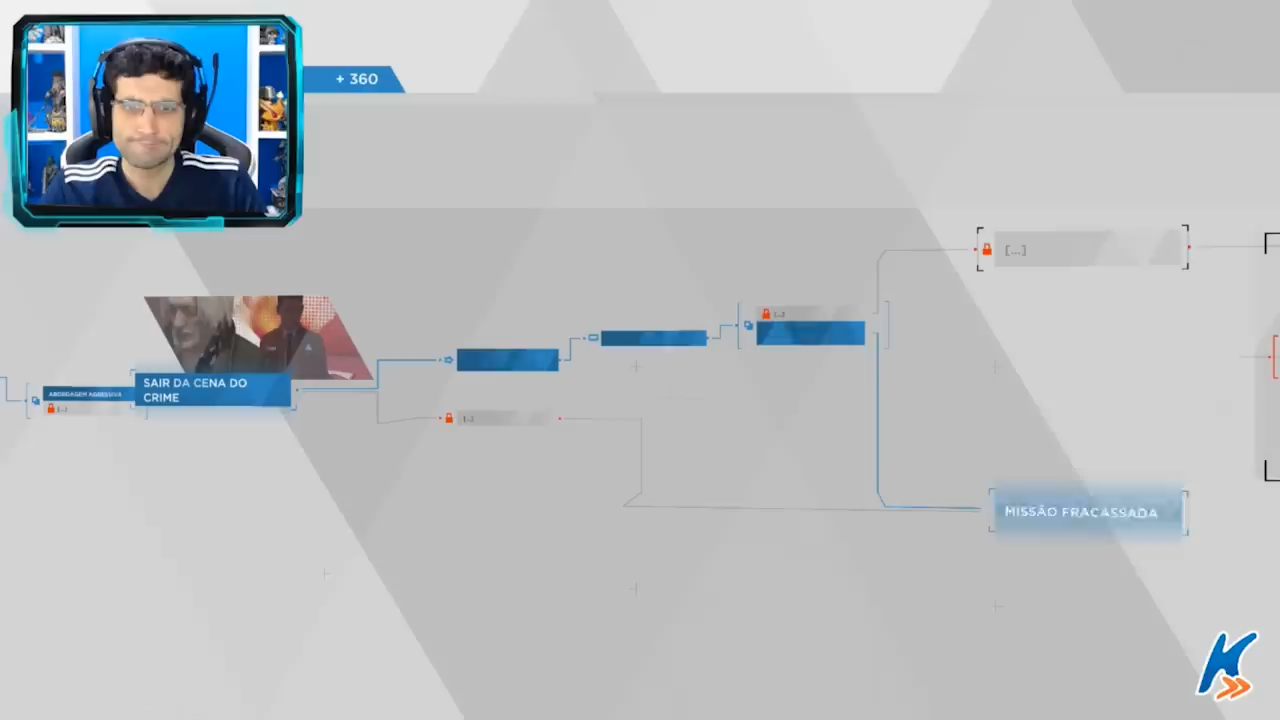 + 360
[...]
[...]
SAIR DA CENA DO
CRIME
ABORDAGEM AGRESSIVA
[...]
[...]
MISSÃO FRACASSADA
K